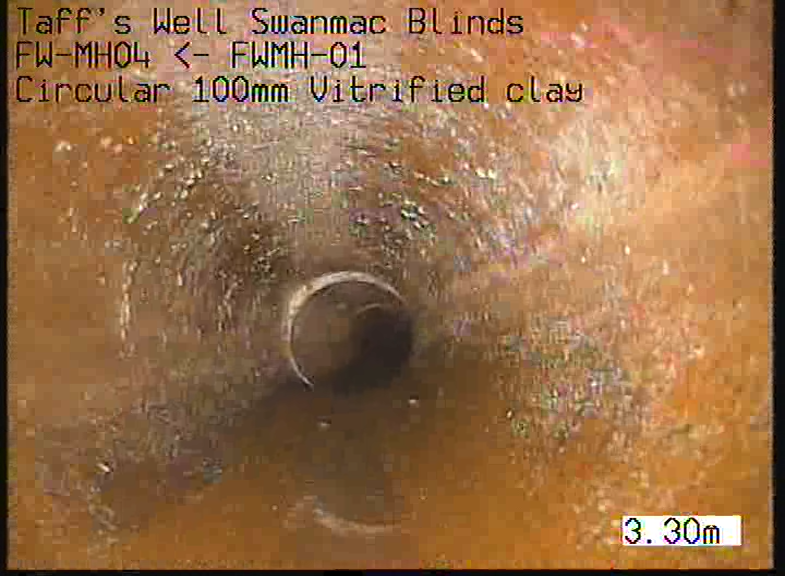 Taff's Well Swanmac Blinds
FW-MH04 <- FWMH-01
Circular 100mm Vitrified clay
3.30m